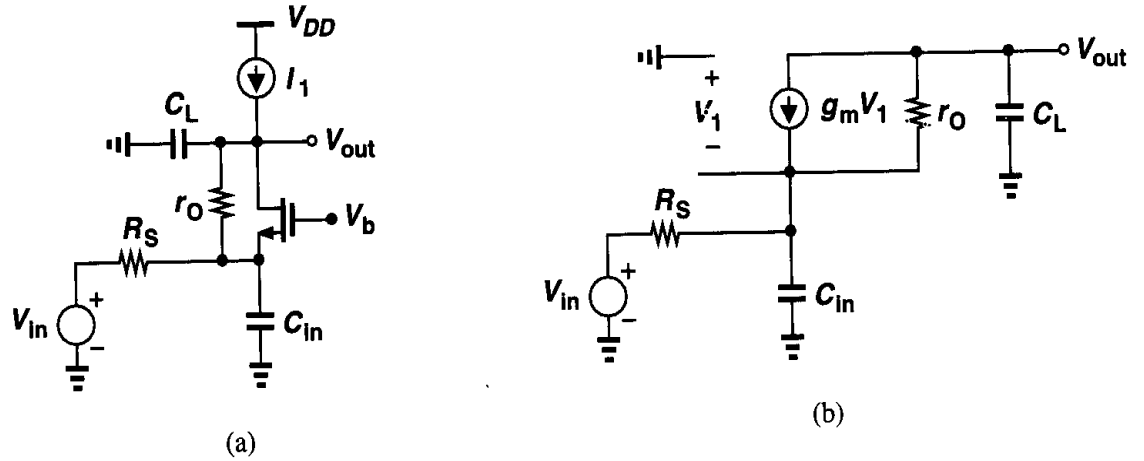 V_DD
I_1
C_L
V_out
r_O
V_b
R_S
V_in
+
−
C_in
(a)
V_out
+
V_1
−
g_mV_1
r_O
C_L
R_S
V_in
+
−
C_in
(b)